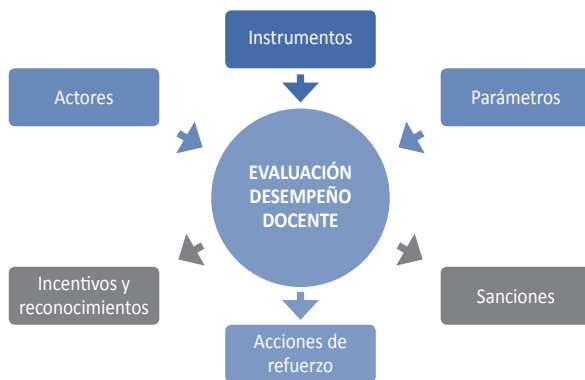 Instrumentos
Actores
Parámetros
EVALUACIÓN
DESEMPEÑO
DOCENTE
Incentivos y
reconocimientos
Sanciones
Acciones de
refuerzo